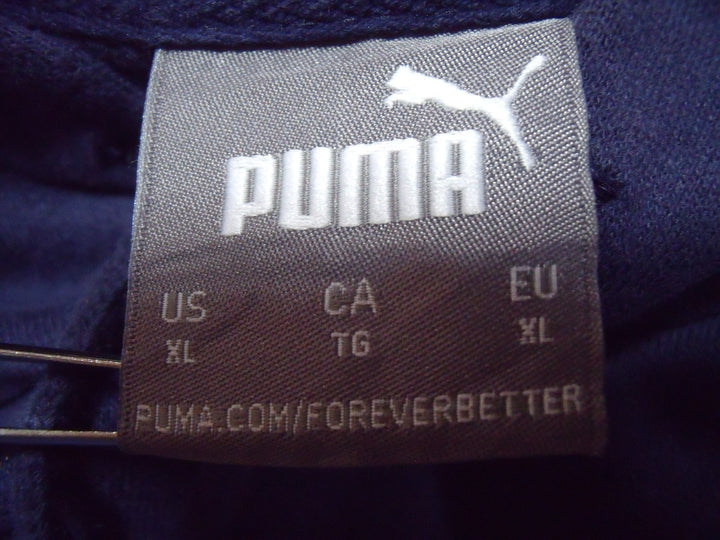 PUMA
US CA EU
XL TG XL
PUMA.COM/FOREVERBETTER